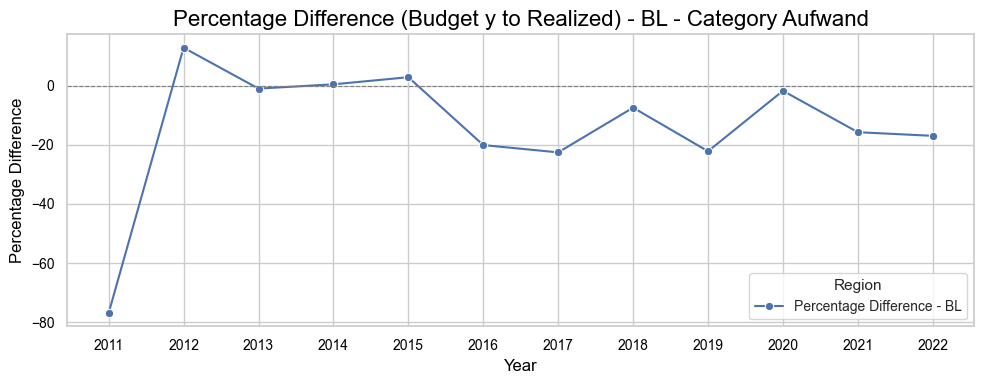 Percentage Difference (Budget y to Realized) - BL - Category Aufwand
Percentage Difference
0
−20
−40
−60
−80
Region
Percentage Difference - BL
2011 2012 2013 2014 2015 2016 2017 2018 2019 2020 2021 2022
Year